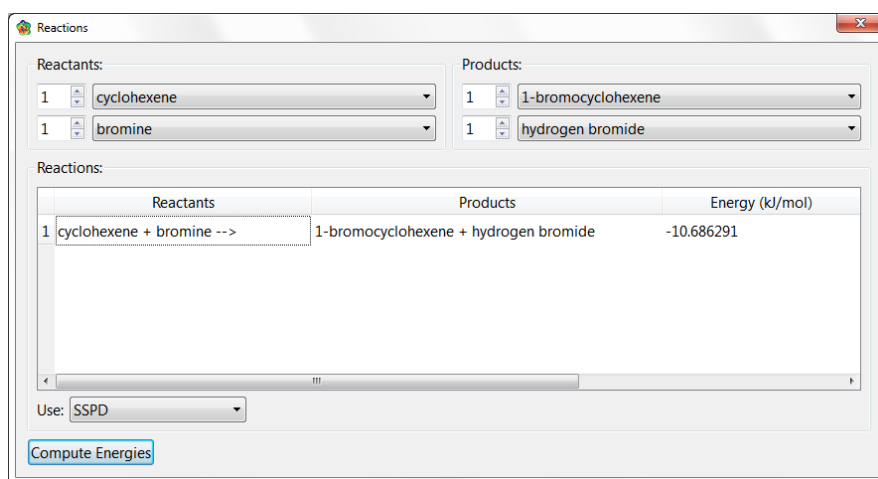 Reactions
Reactants: Products:
1 cyclohexene 1 1-bromocyclohexene
1 bromine 1 hydrogen bromide
Reactions:
Reactants Products Energy (kJ/mol)
1 cyclohexene + bromine --> 1-bromocyclohexene + hydrogen bromide -10.686291
Use: SSPD
Compute Energies